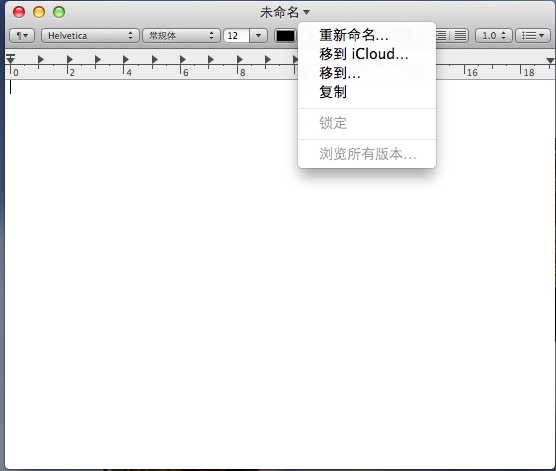 未命名
¶ Helvetica 常规体 12 1.0
重新命名...
移到 iCloud...
移到...
复制
锁定
浏览所有版本...
0 2 4 6 8 16 18